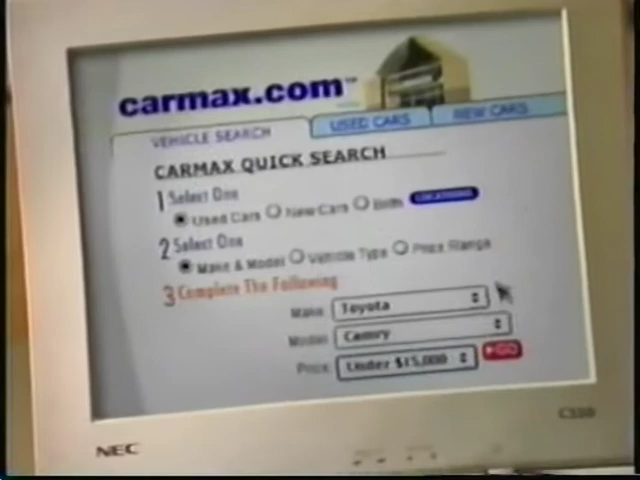 carmax.com™
VEHICLE SEARCH USED CARS NEW CARS
CARMAX QUICK SEARCH
1 Select One
Used Cars New Cars Both LOCATIONS
2 Select One
Make & Model Vehicle Type Price Range
3 Complete The Following
Make: Toyota
Model: Camry
Price: Under $15,000 GO
NEC